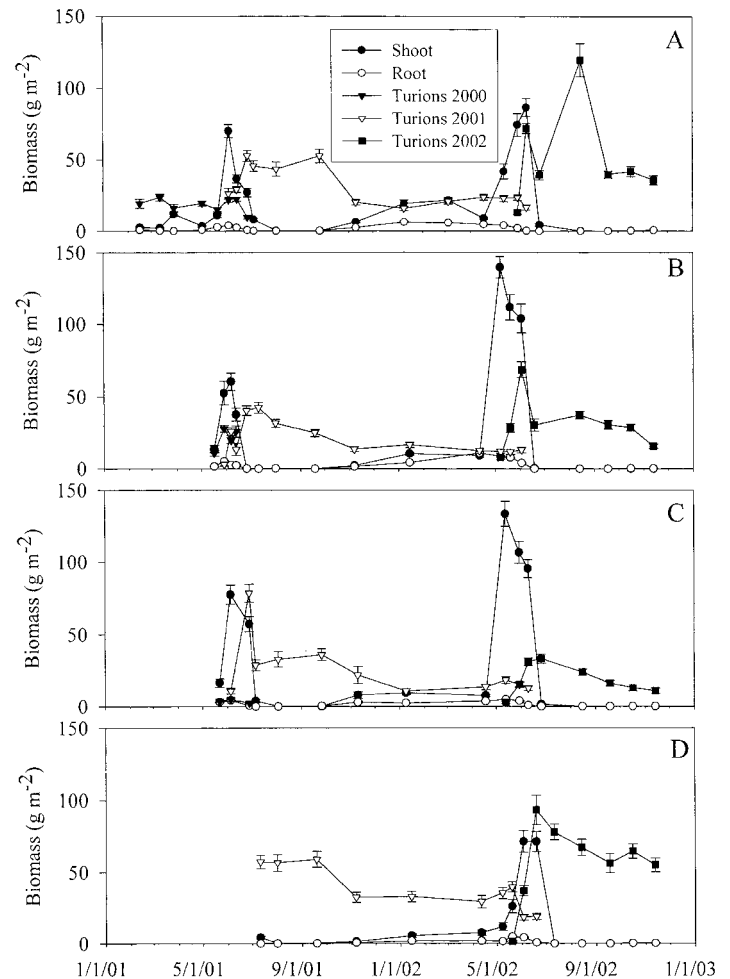 150
100
50
0
Biomass (g m-2)
A
Shoot
Root
Turions 2000
Turions 2001
Turions 2002
150
100
50
0
Biomass (g m-2)
B
150
100
50
0
Biomass (g m-2)
C
150
100
50
0
Biomass (g m-2)
D
1/1/01 5/1/01 9/1/01 1/1/02 5/1/02 9/1/02 1/1/03